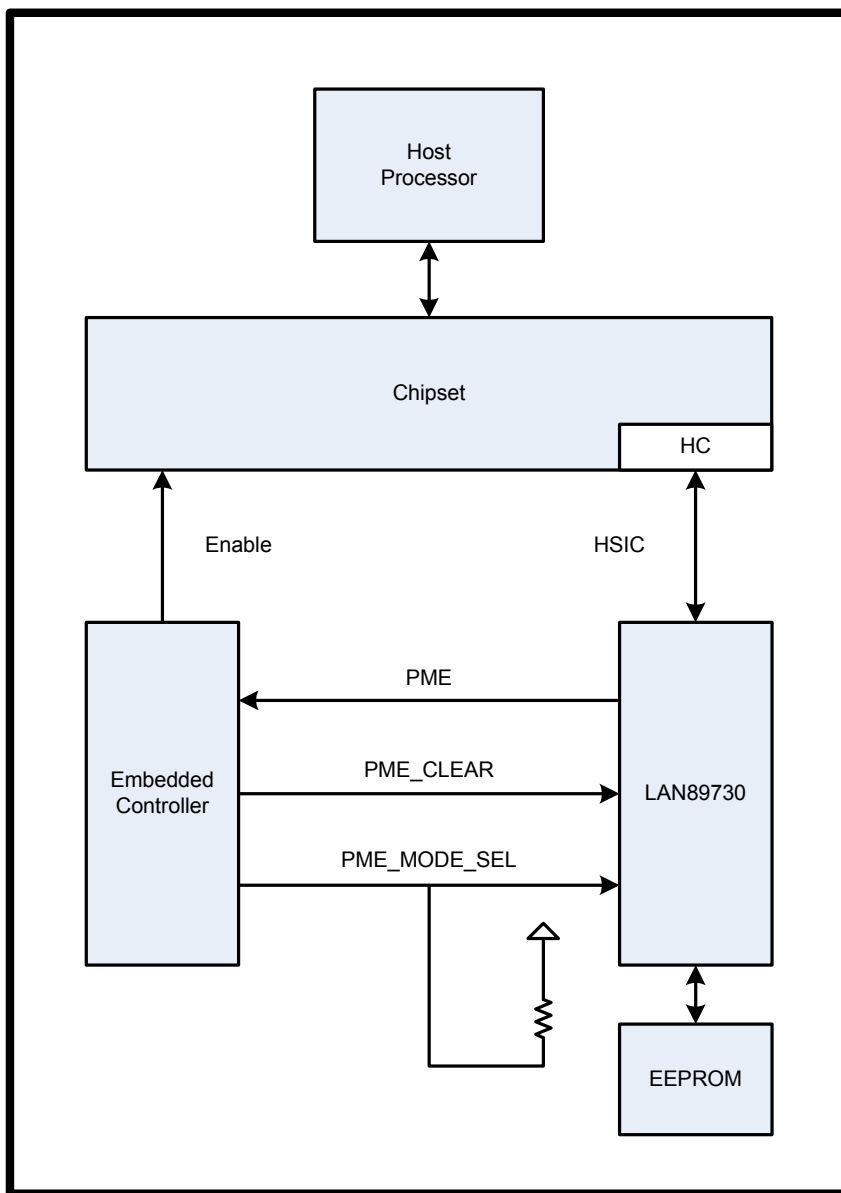 Host
Processor
Chipset
HC
Enable
HSIC
PME
Embedded
Controller
PME_CLEAR
LAN89730
PME_MODE_SEL
EEPROM